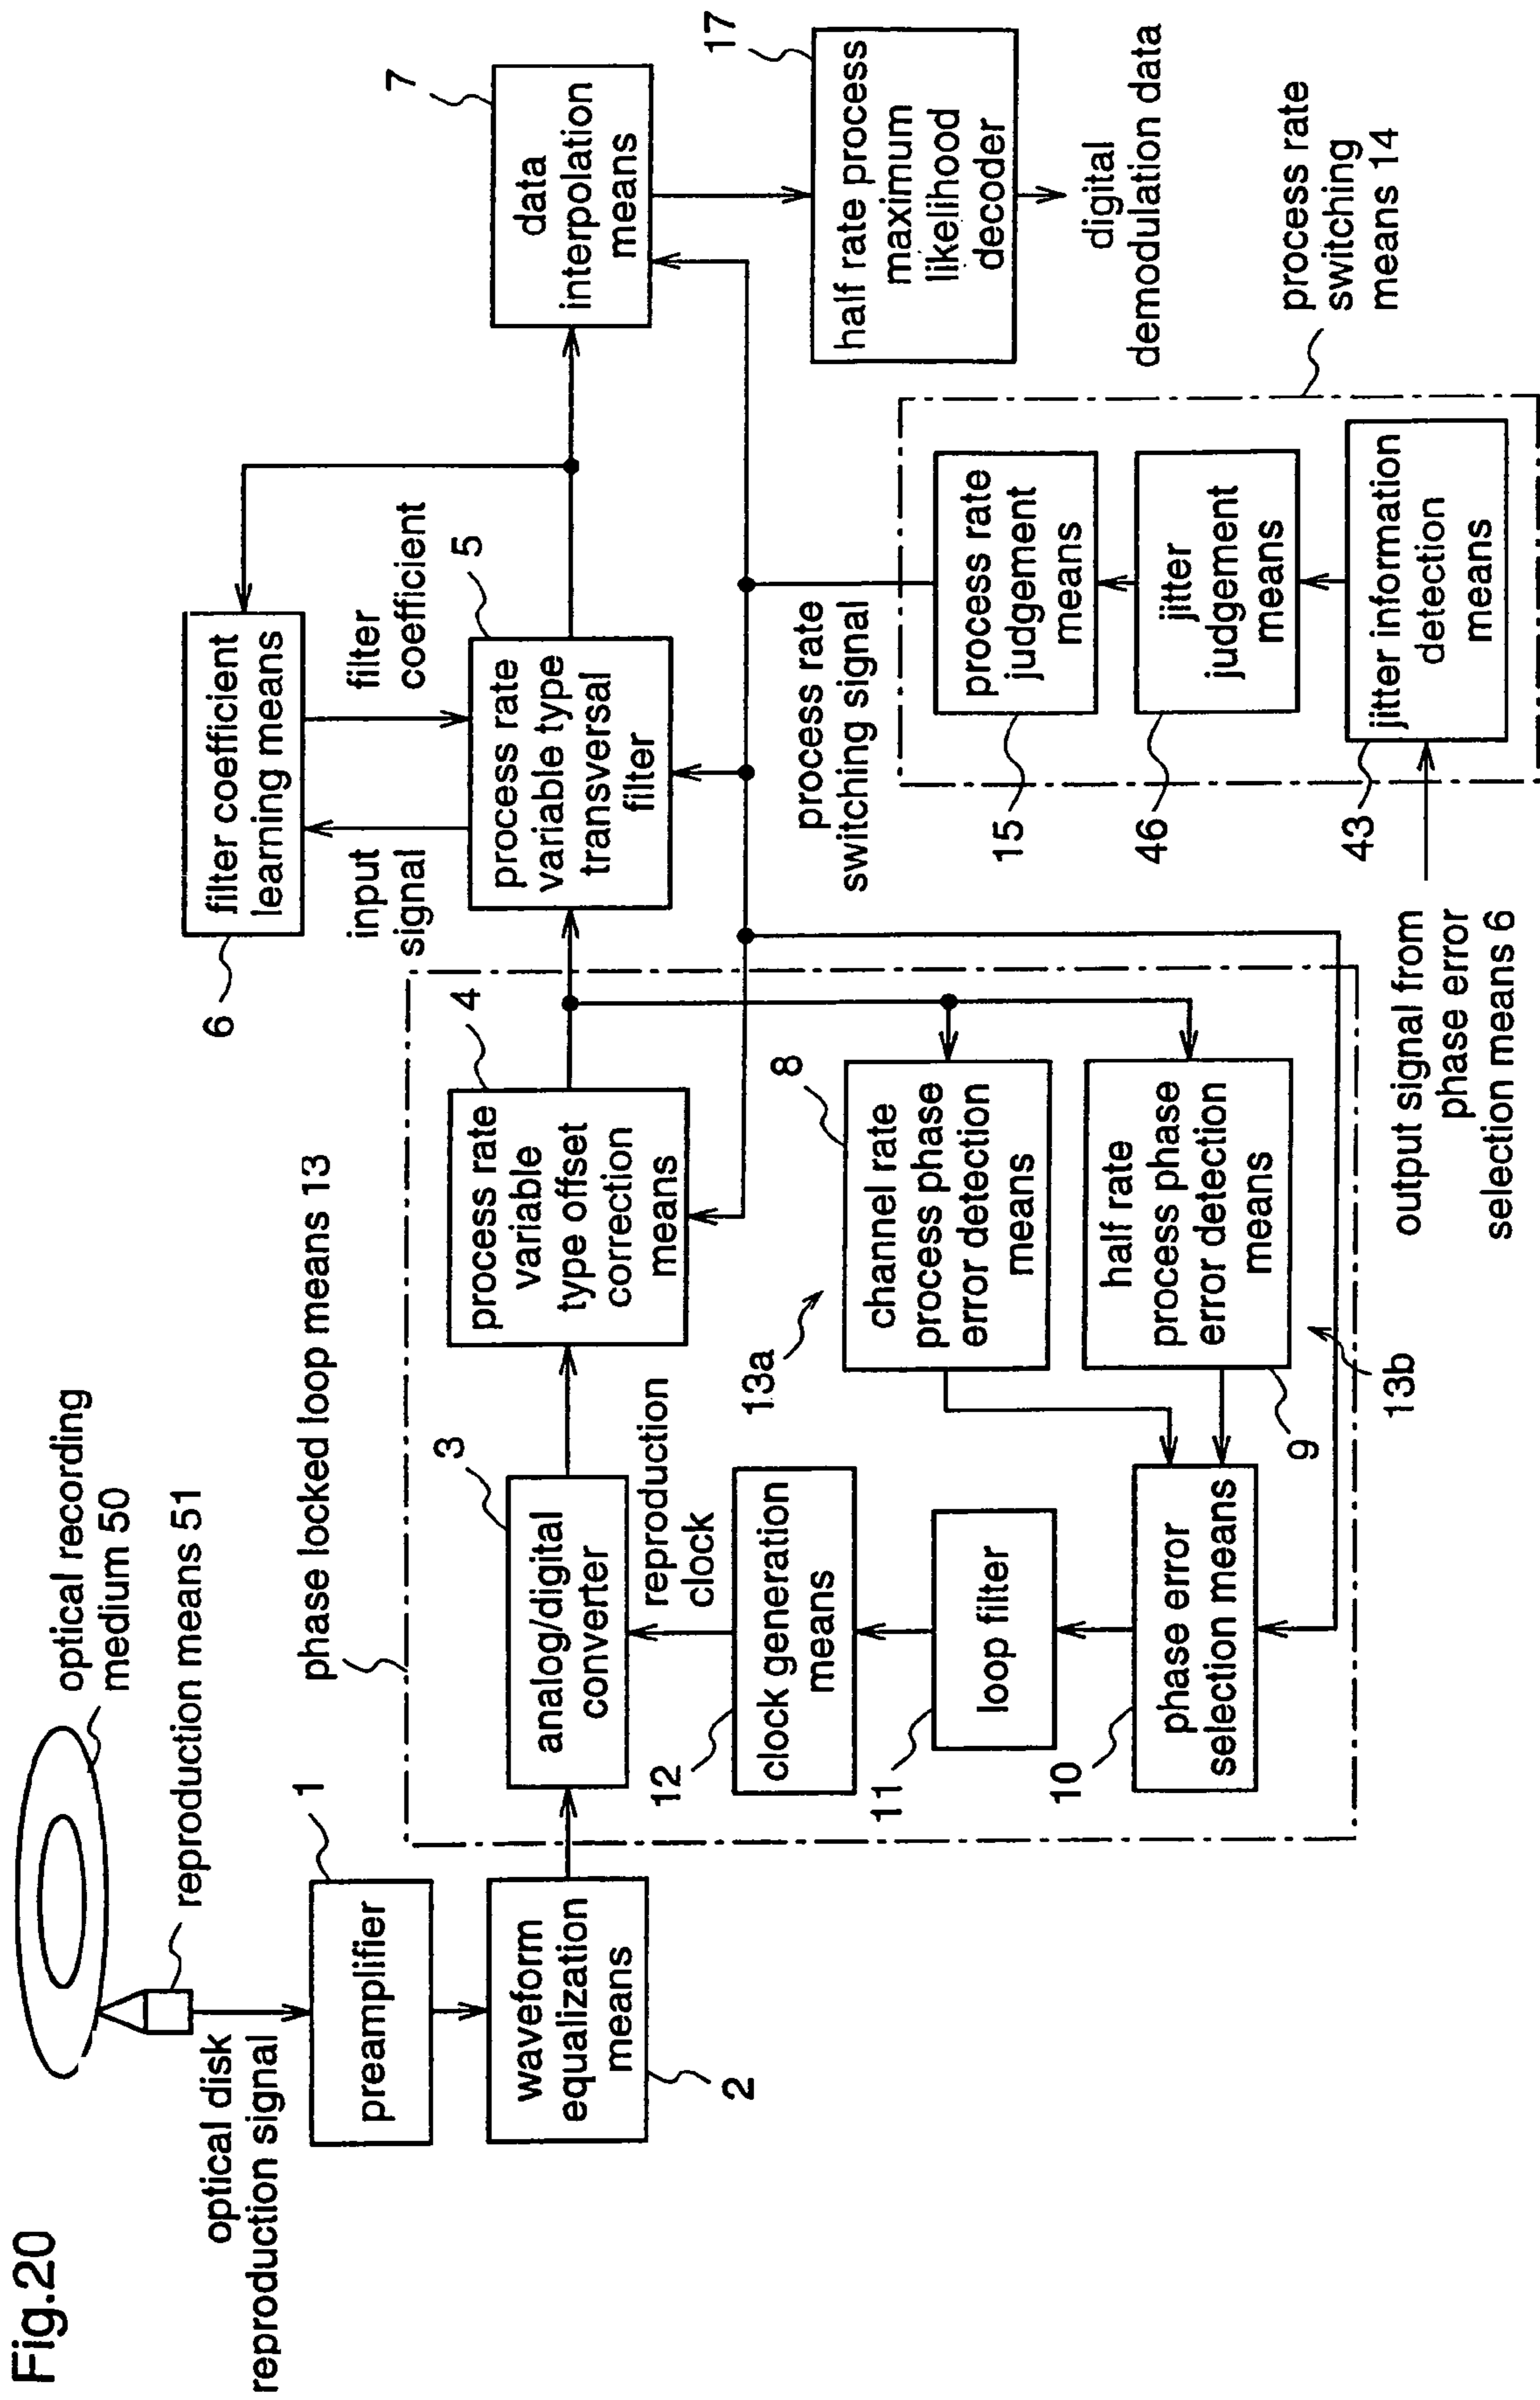 Fig.20
optical recording
medium 50
reproduction means 51
optical disk
reproduction signal
1
preamplifier
waveform
equalization
means
2
phase locked loop means 13
3
analog/digital
converter
reproduction
clock
12
clock generation
means
11
loop filter
10
phase error
selection means
4
process rate
variable
type offset
correction
means
13a
8
channel rate
process phase
error detection
means
half rate
process phase
error detection
means
9
13b
6
filter coefficient
learning means
input
signal
filter
coefficient
5
process rate
variable type
transversal
filter
process rate
switching signal
7
data
interpolation
means
17
half rate process
maximum
likelihood
decoder
digital
demodulation data
process rate
switching
means 14
15
process rate
judgement
means
46
jitter
judgement
means
43
jitter information
detection
means
output signal from
phase error
selection means 6